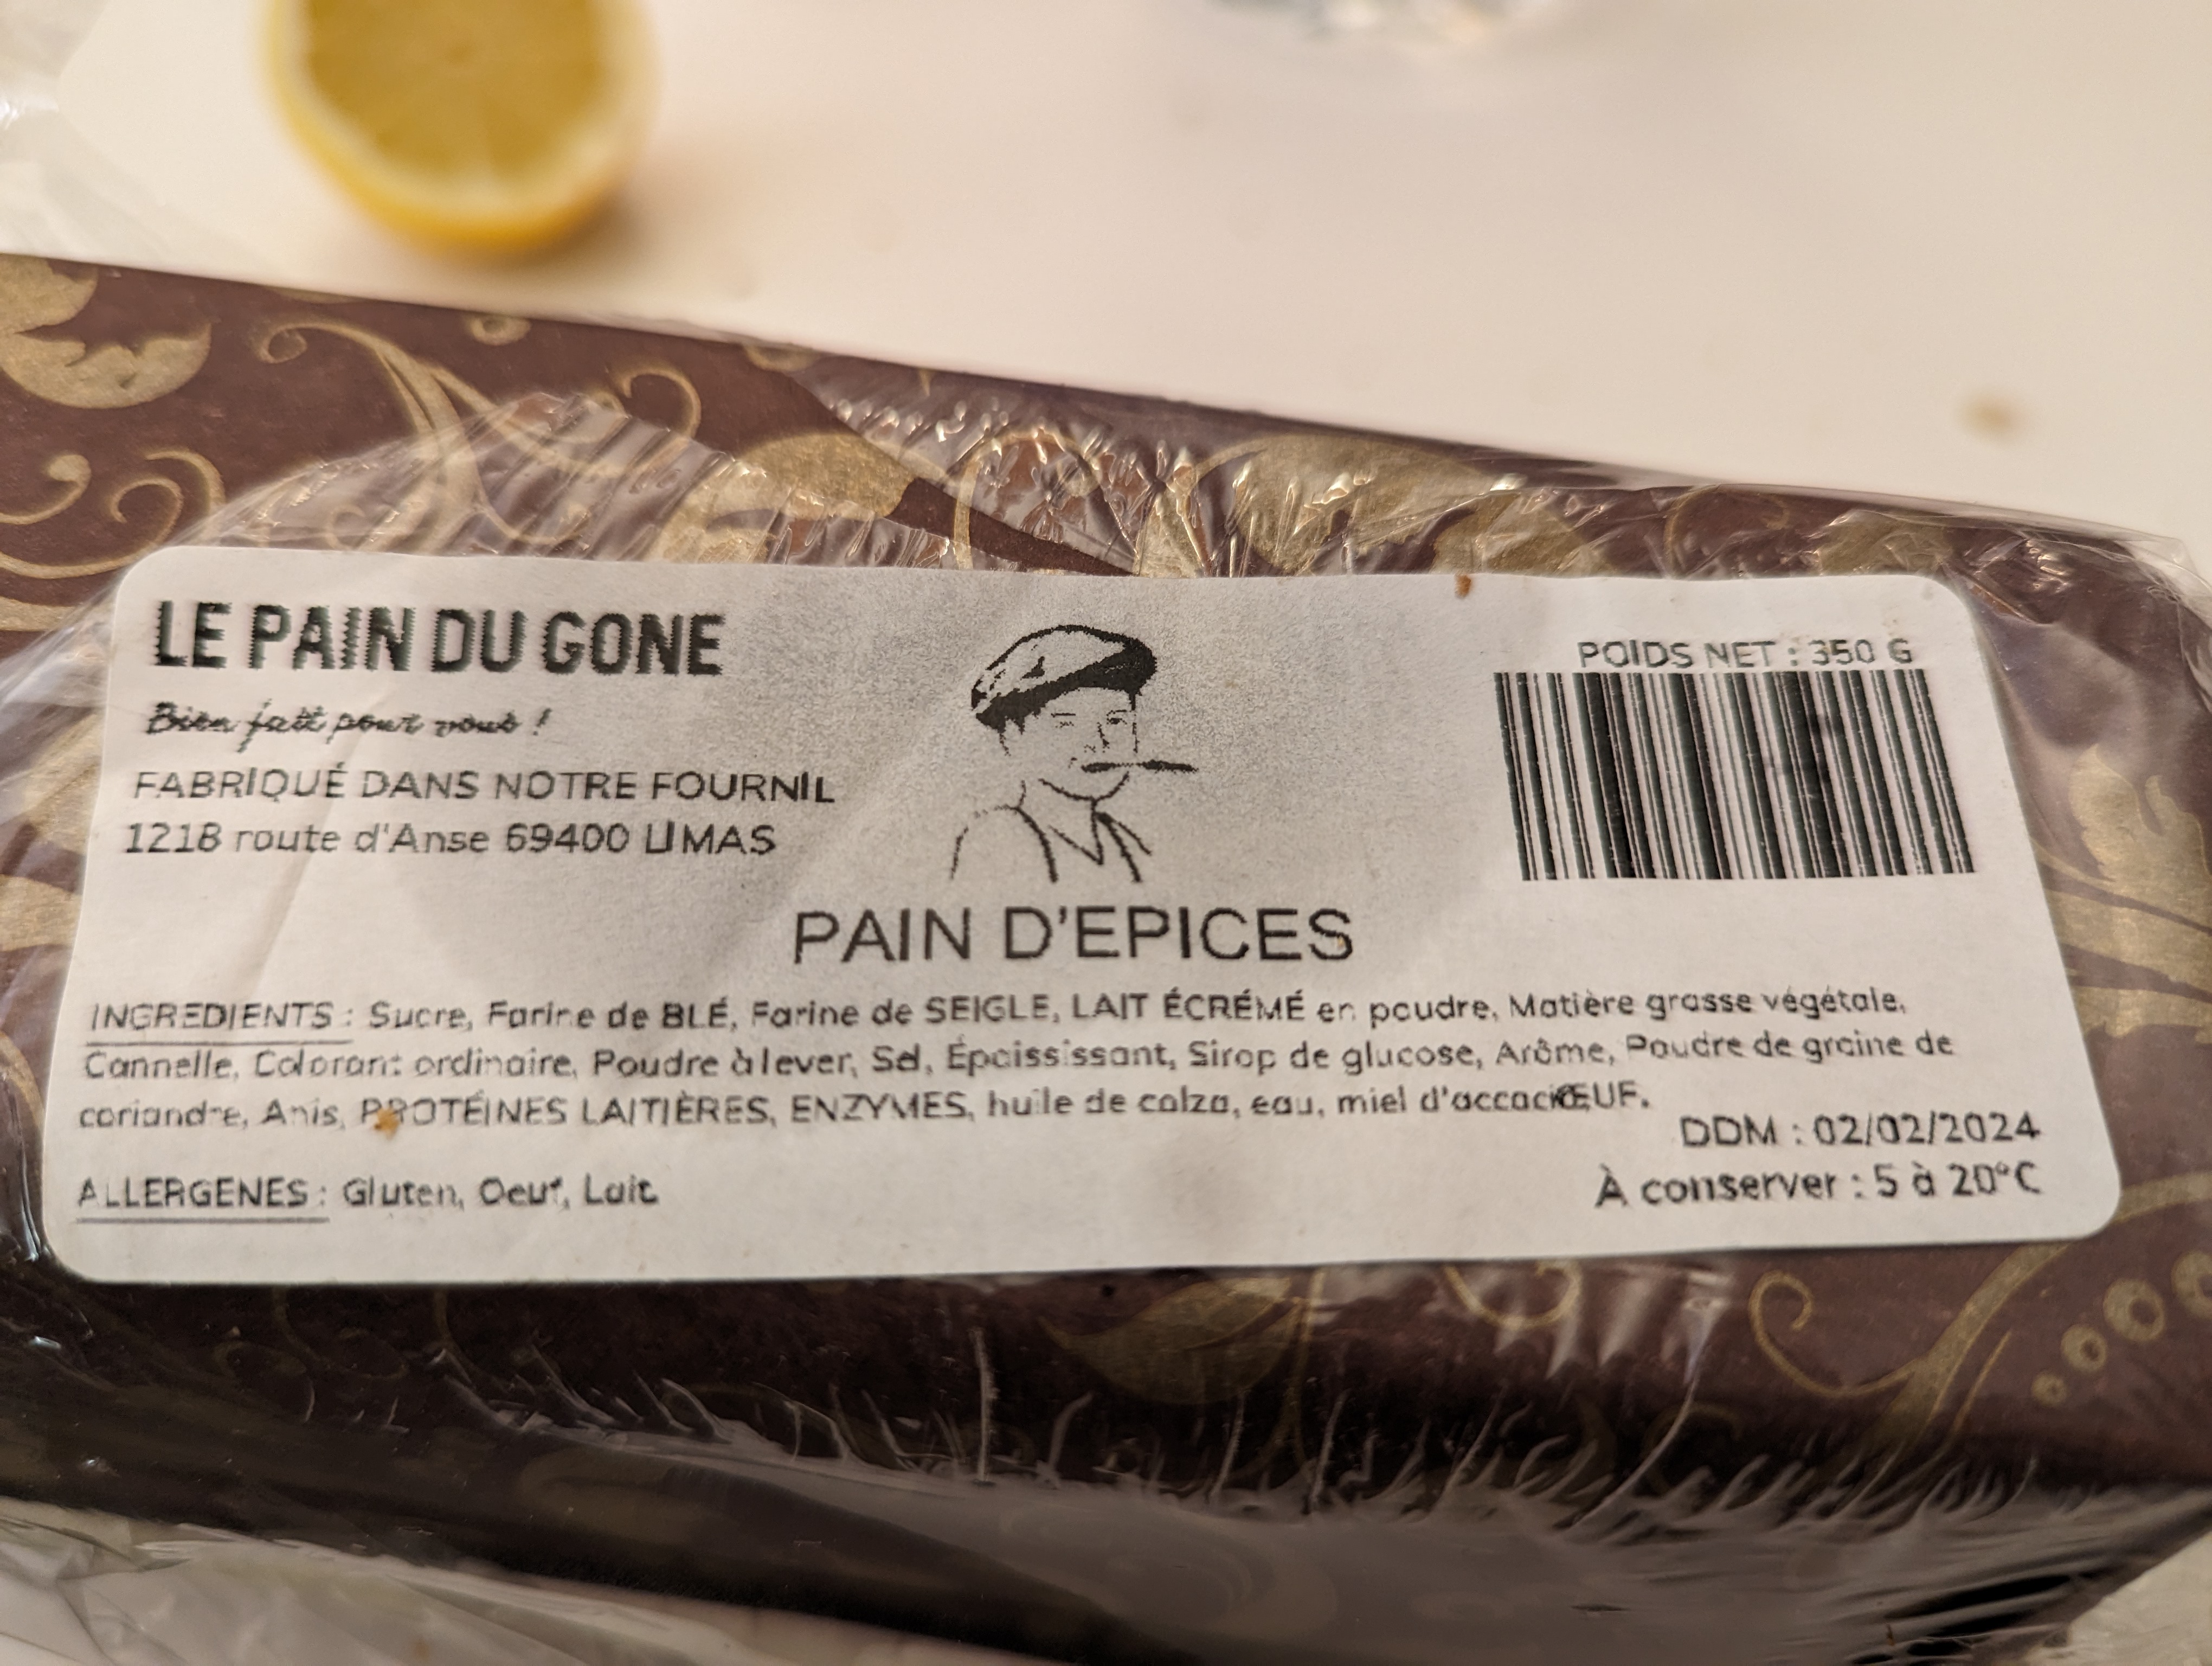 LE PAIN DU GONE
Bien fait pour vous !
FABRIQUÉ DANS NOTRE FOURNIL
1218 route d'Anse 69400 LIMAS
POIDS NET : 350 G
PAIN D'EPICES
INGREDIENTS : Sucre, Farine de BLÉ, Farine de SEIGLE, LAIT ÉCRÉMÉ en poudre, Matière grasse végétale,
Cannelle, Colorant ordinaire, Poudre à lever, Sel, Épaississant, Sirop de glucose, Arôme, Poudre de graine de
coriandre, Anis, PROTÉINES LAITIÈRES, ENZYMES, huile de colza, eau, miel d'accacia, ŒUF.
DDM : 02/02/2024
À conserver : 5 à 20°C
ALLERGENES : Gluten, Oeuf, Lait